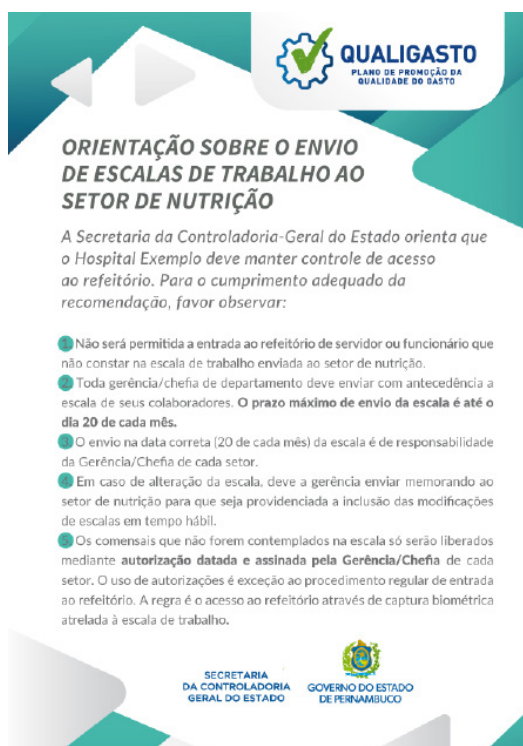 QUALIGASTO
PLANO DE PROMOÇÃO DA
QUALIDADE DO GASTO
ORIENTAÇÃO SOBRE O ENVIO
DE ESCALAS DE TRABALHO AO
SETOR DE NUTRIÇÃO
A Secretaria da Controladoria-Geral do Estado orienta que
o Hospital Exemplo deve manter controle de acesso
ao refeitório. Para o cumprimento adequado da
recomendação, favor observar:
1 Não será permitida a entrada ao refeitório de servidor ou funcionário que
não constar na escala de trabalho enviada ao setor de nutrição.
2 Toda gerência/chefia de departamento deve enviar com antecedência a
escala de seus colaboradores. O prazo máximo de envio da escala é até o
dia 20 de cada mês.
3 O envio na data correta (20 de cada mês) da escala é de responsabilidade
da Gerência/Chefia de cada setor.
4 Em caso de alteração da escala, deve a gerência enviar memorando ao
setor de nutrição para que seja providenciada a inclusão das modificações
de escalas em tempo hábil.
5 Os comensais que não forem contemplados na escala só serão liberados
mediante autorização datada e assinada pela Gerência/Chefia de cada
setor. O uso de autorizações é exceção ao procedimento regular de entrada
ao refeitório. A regra é o acesso ao refeitório através de captura biométrica
atrelada à escala de trabalho.
SECRETARIA
DA CONTROLADORIA
GERAL DO ESTADO
GOVERNO DO ESTADO
DE PERNAMBUCO